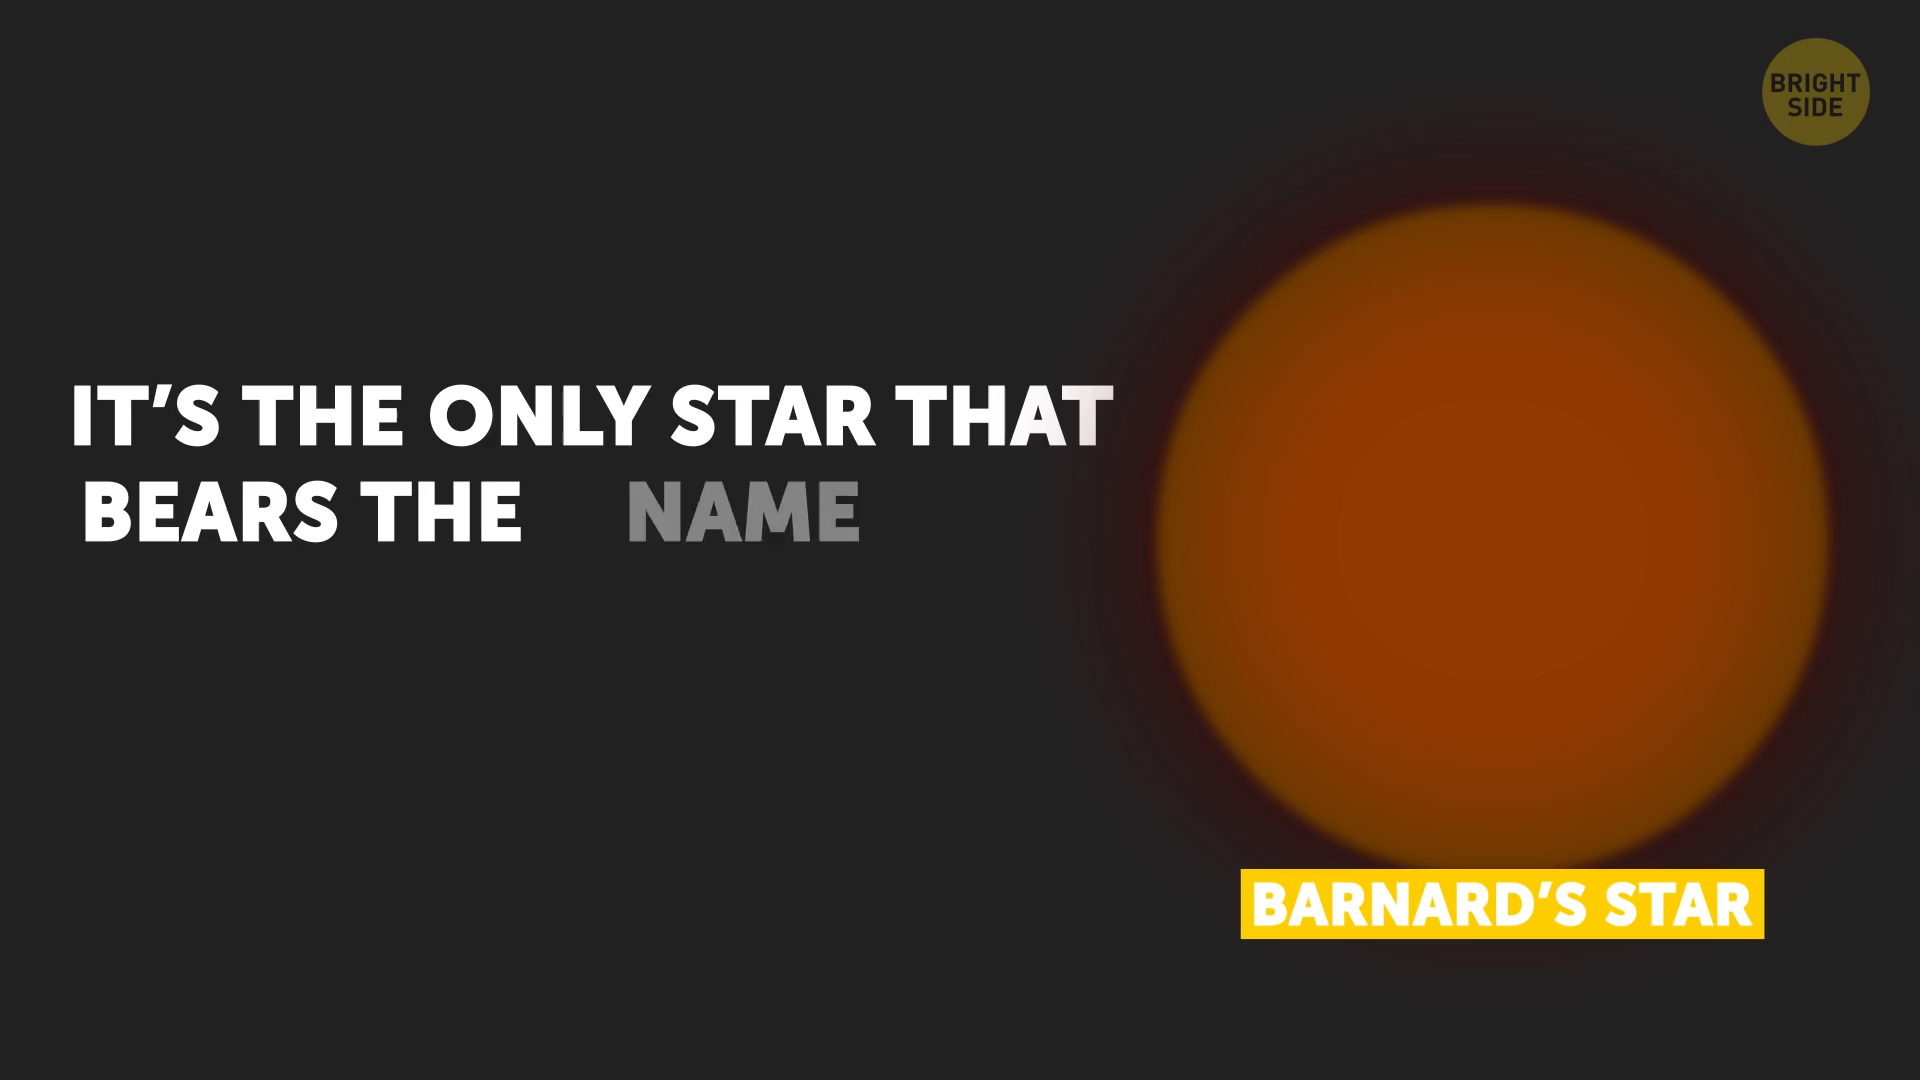 BRIGHT
SIDE
IT’S THE ONLY STAR THAT
BEARS THE NAME
BARNARD’S STAR